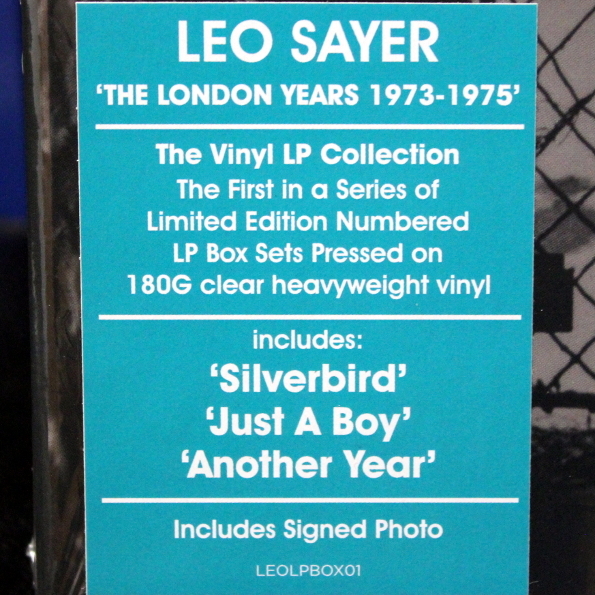 LEO SAYER
‘THE LONDON YEARS 1973-1975’
The Vinyl LP Collection
The First in a Series of
Limited Edition Numbered
LP Box Sets Pressed on
180G clear heavyweight vinyl
includes:
‘Silverbird’
‘Just A Boy’
‘Another Year’
Includes Signed Photo
LEOLPBOX01